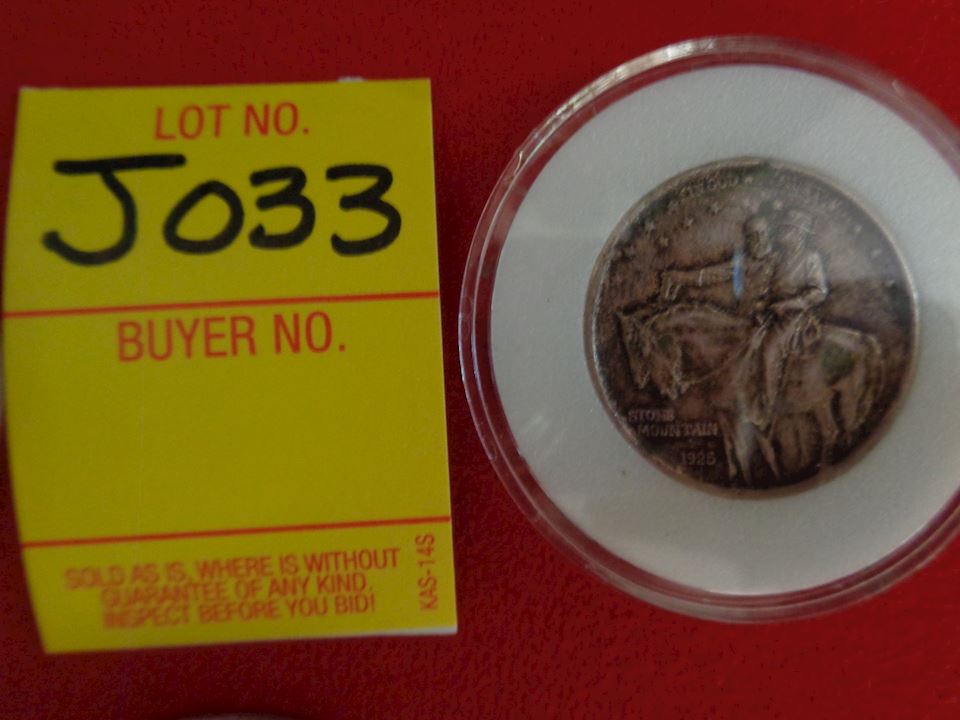 LOT NO.
J033
BUYER NO.
SOLD AS IS, WHERE IS WITHOUT
GUARANTEE OF ANY KIND.
INSPECT BEFORE YOU BID!
KAS-14S
STONE
MOUNTAIN
1925